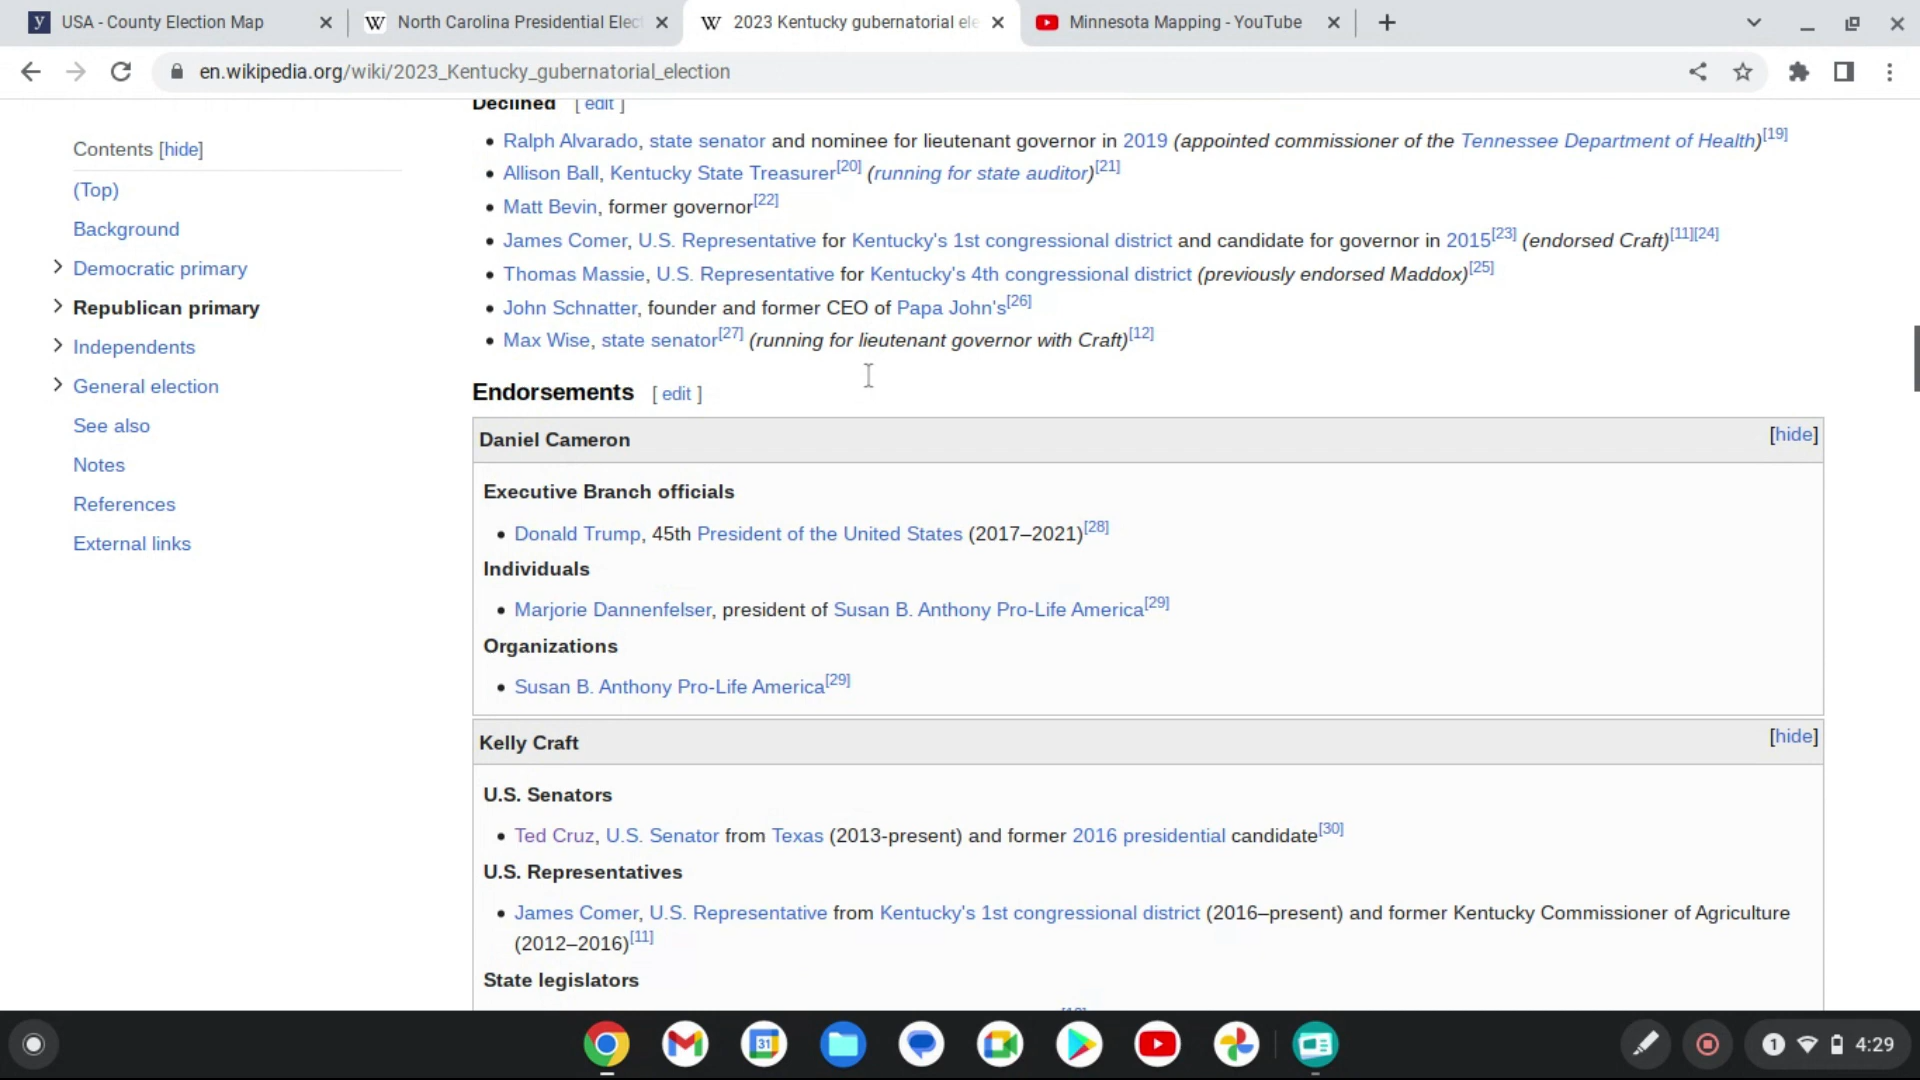 USA - County Election Map
North Carolina Presidential Elec
2023 Kentucky gubernatorial ele
Minnesota Mapping - YouTube
en.wikipedia.org/wiki/2023_Kentucky_gubernatorial_election
Contents [hide]
(Top)
Background
Democratic primary
Republican primary
Independents
General election
See also
Notes
References
External links
Declined [ edit ]
Ralph Alvarado, state senator and nominee for lieutenant governor in 2019 (appointed commissioner of the Tennessee Department of Health)[19]
Allison Ball, Kentucky State Treasurer[20] (running for state auditor)[21]
Matt Bevin, former governor[22]
James Comer, U.S. Representative for Kentucky's 1st congressional district and candidate for governor in 2015[23] (endorsed Craft)[11][24]
Thomas Massie, U.S. Representative for Kentucky's 4th congressional district (previously endorsed Maddox)[25]
John Schnatter, founder and former CEO of Papa John's[26]
Max Wise, state senator[27] (running for lieutenant governor with Craft)[12]
Endorsements [ edit ]
Daniel Cameron [hide]
Executive Branch officials
Donald Trump, 45th President of the United States (2017–2021)[28]
Individuals
Marjorie Dannenfelser, president of Susan B. Anthony Pro-Life America[29]
Organizations
Susan B. Anthony Pro-Life America[29]
Kelly Craft [hide]
U.S. Senators
Ted Cruz, U.S. Senator from Texas (2013-present) and former 2016 presidential candidate[30]
U.S. Representatives
James Comer, U.S. Representative from Kentucky's 1st congressional district (2016–present) and former Kentucky Commissioner of Agriculture
(2012–2016)[11]
State legislators
31
1
4:29